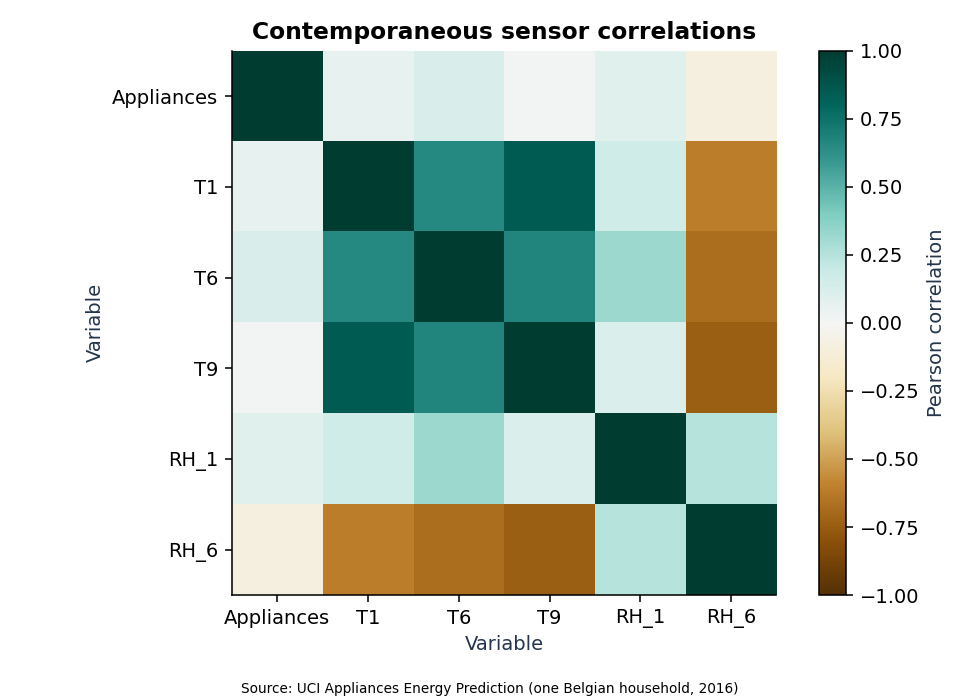 Contemporaneous sensor correlations
Appliances
T1
T6
T9
RH_1
RH_6
Variable
Appliances T1 T6 T9 RH_1 RH_6
Variable
1.00
0.75
0.50
0.25
0.00
−0.25
−0.50
−0.75
−1.00
Pearson correlation
Source: UCI Appliances Energy Prediction (one Belgian household, 2016)